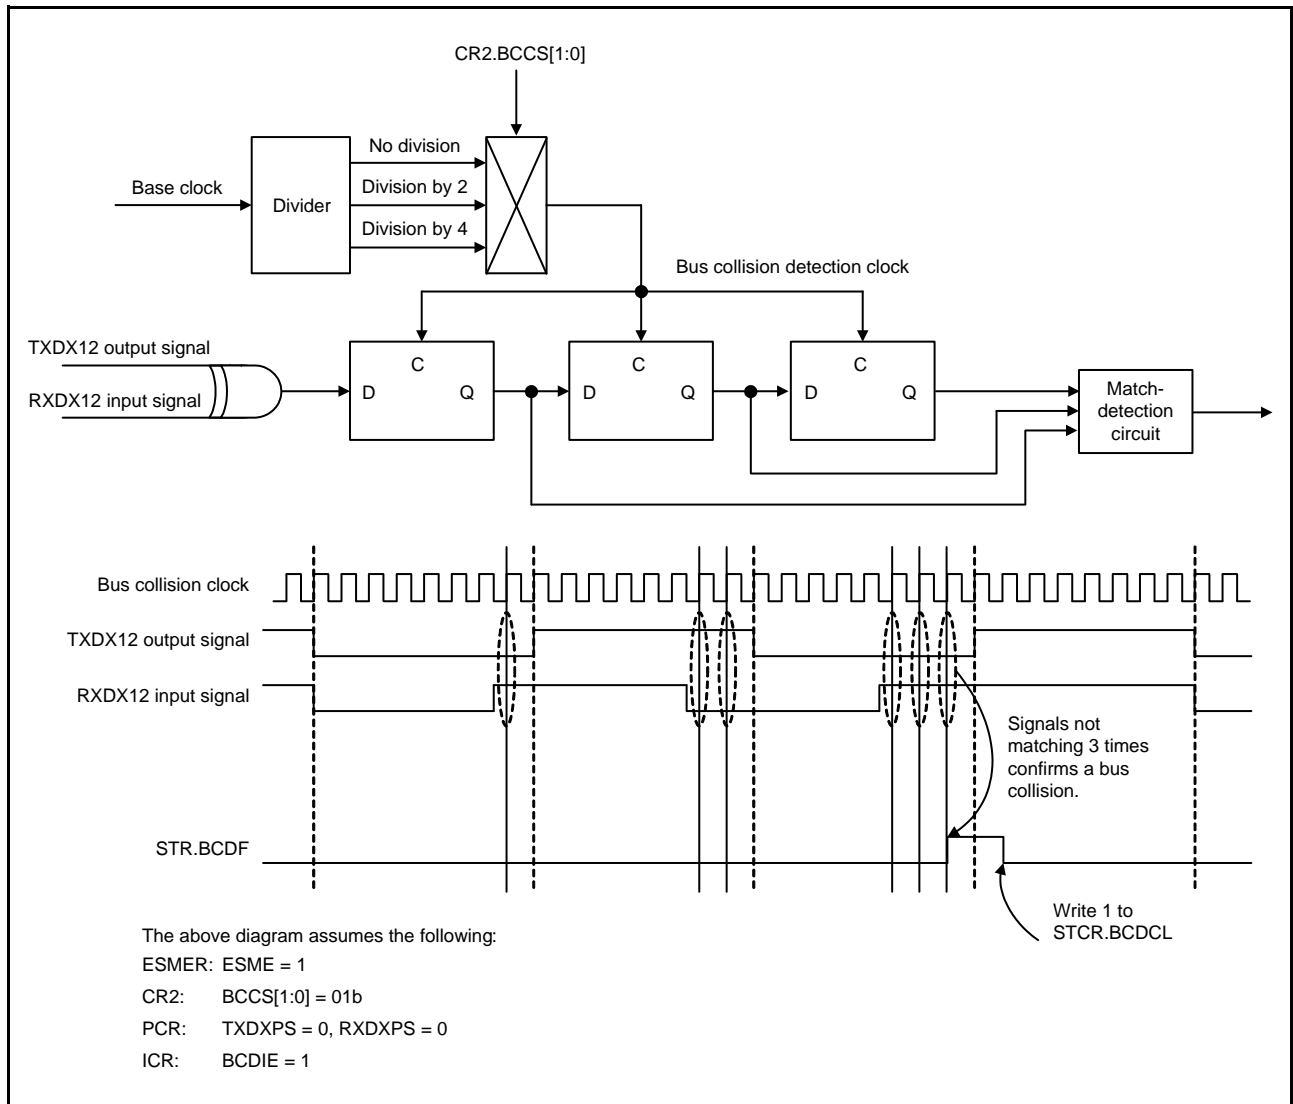 CR2.BCCS[1:0]
No division
Base clock
Division by 2
Divider
Division by 4
Bus collision detection clock
TXDX12 output signal
RXDX12 input signal
C
D
Q
C
D
Q
C
D
Q
Match-
detection
circuit
Bus collision clock
TXDX12 output signal
RXDX12 input signal
Signals not
matching 3 times
confirms a bus
collision.
STR.BCDF
Write 1 to
STCR.BCDCL
The above diagram assumes the following:
ESMER: ESME = 1
CR2: BCCS[1:0] = 01b
PCR: TXDXPS = 0, RXDXPS = 0
ICR: BCDIE = 1